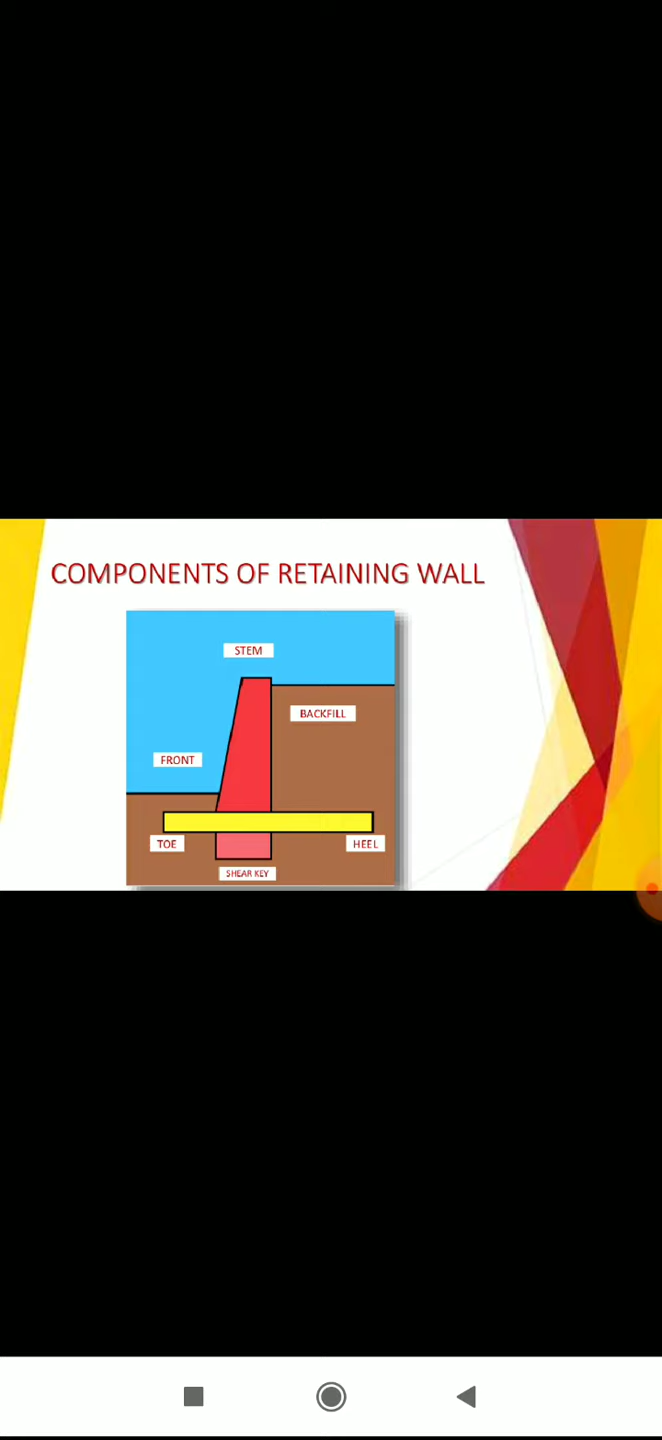 COMPONENTS OF RETAINING WALL
STEM
BACKFILL
FRONT
TOE
HEEL
SHEAR KEY